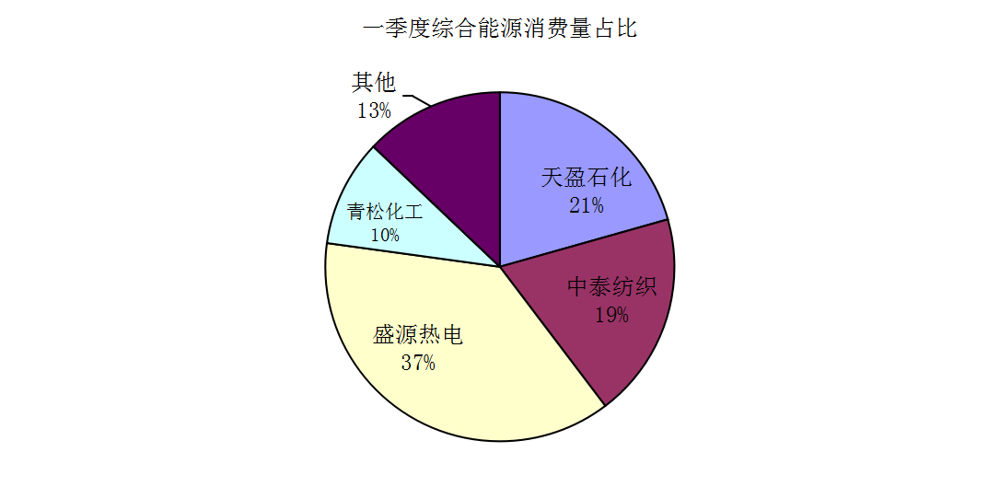 一季度综合能源消费量占比
其他
13%
天盈石化
21%
青松化工
10%
中泰纺织
19%
盛源热电
37%